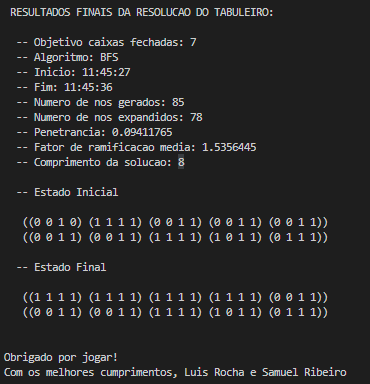 RESULTADOS FINAIS DA RESOLUCAO DO TABULEIRO:
-- Objetivo caixas fechadas: 7
-- Algoritmo: BFS
-- Inicio: 11:45:27
-- Fim: 11:45:36
-- Numero de nos gerados: 85
-- Numero de nos expandidos: 78
-- Penetrancia: 0.09411765
-- Fator de ramificacao media: 1.5356445
-- Comprimento da solucao: 8
-- Estado Inicial
((0 0 1 0) (1 1 1 1) (0 0 1 1) (0 0 1 1) (0 0 1 1))
((0 0 1 1) (0 0 1 1) (1 1 1 1) (1 0 1 1) (0 1 1 1))
-- Estado Final
((1 1 1 1) (1 1 1 1) (1 1 1 1) (1 1 1 1) (0 0 1 1))
((0 0 1 1) (0 0 1 1) (1 1 1 1) (1 0 1 1) (0 1 1 1))
Obrigado por jogar!
Com os melhores cumprimentos, Luis Rocha e Samuel Ribeiro